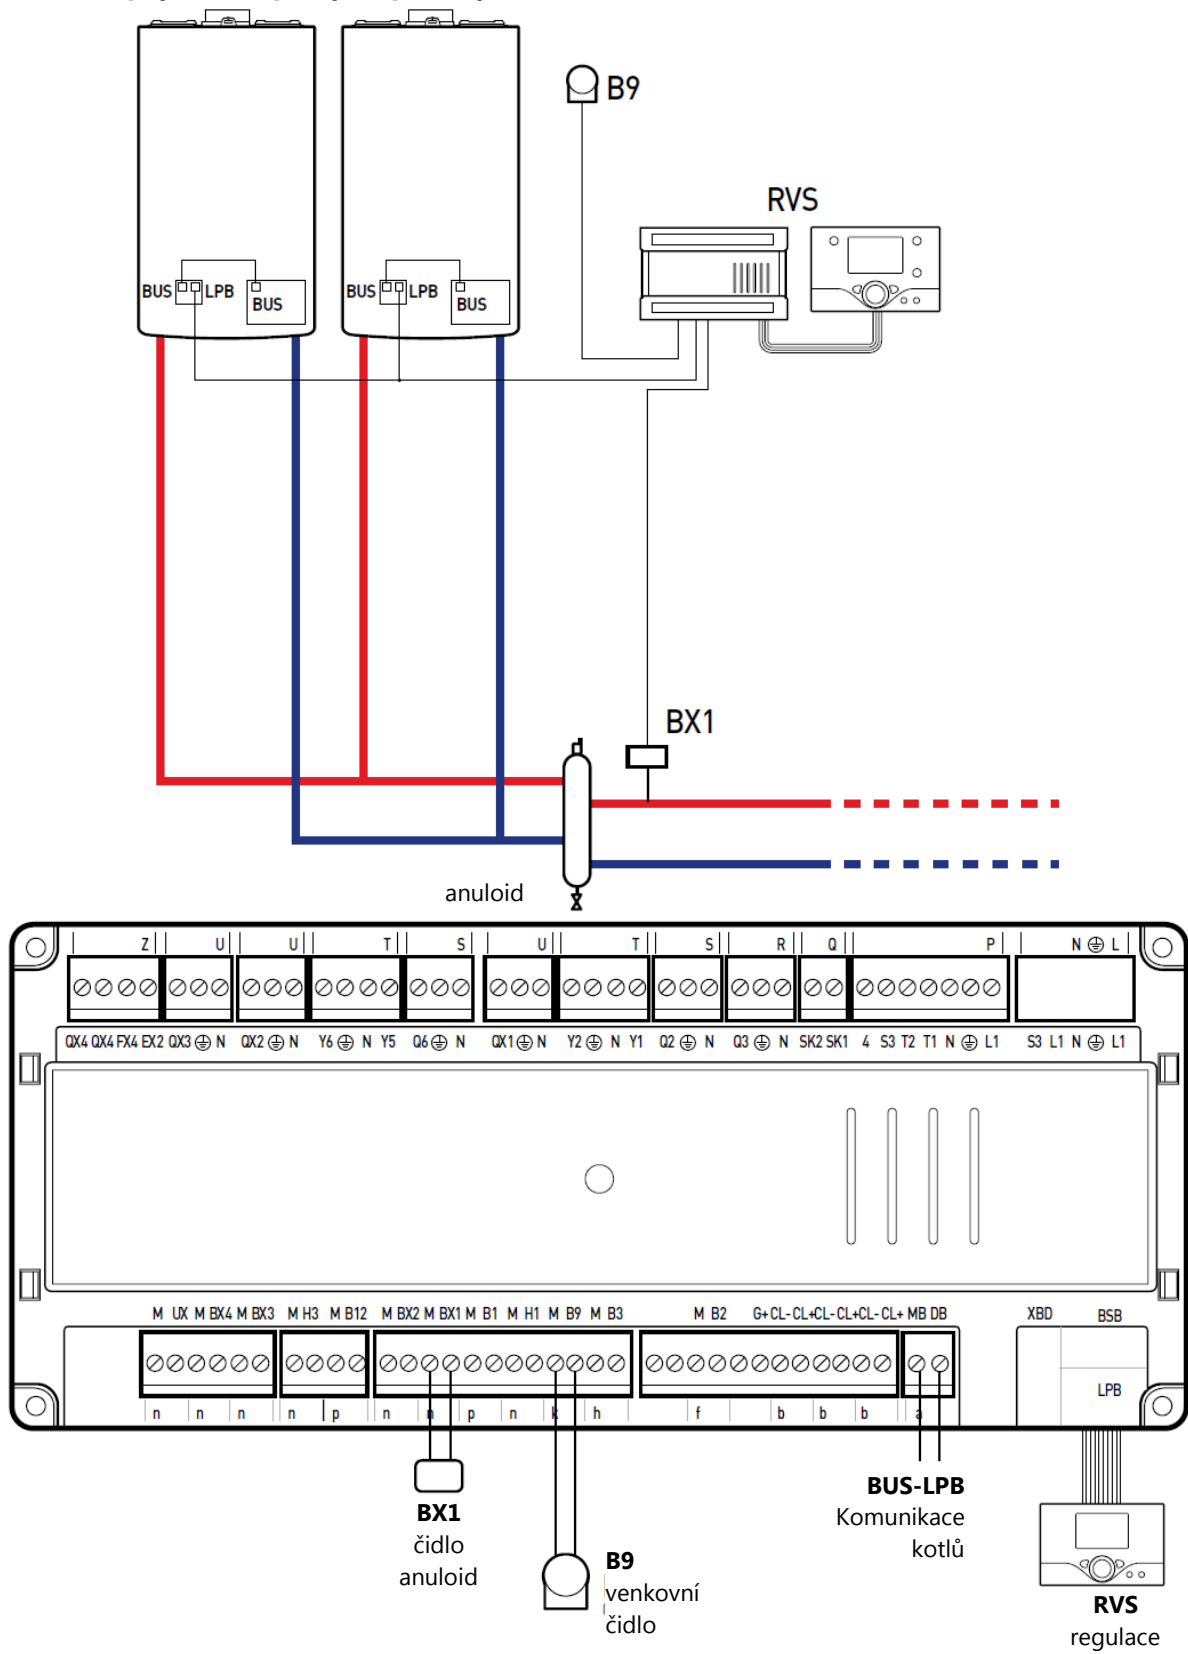 B9
RVS
BUS LPB BUS
BUS LPB BUS
BX1
anuloid
Z U U T S U T S R Q P N L
QX4 QX4 FX4 EX2 QX3 N QX2 N Y6 N Y5 Q6 N QX1 N Y2 N Y1 Q2 N Q3 N SK2 SK1 4 S3 T2 T1 N L1 S3 L1 N L1
M UX M BX4 M BX3 M H3 M B12 M BX2 M BX1 M B1 M H1 M B9 M B3 M B2 G+ CL- CL+ CL- CL+ CL- CL+ MB DB XBD BSB
LPB
n n n n p n n p n k h f b b b a
BX1
čidlo
anuloid
B9
venkovní
čidlo
BUS-LPB
Komunikace
kotlů
RVS
regulace